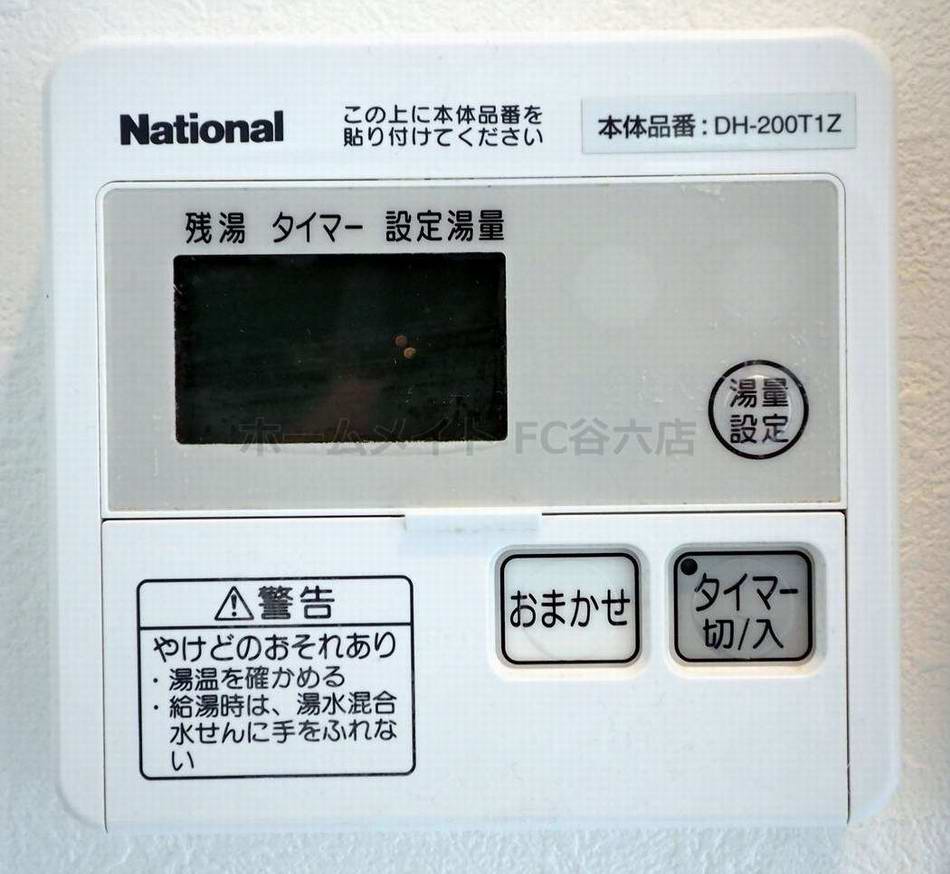 National
この上に本体品番を
貼り付けてください
本体品番：DH-200T1Z
残湯 タイマー 設定湯量
湯量
設定
ホームメイトFC谷六店
おまかせ
タイマー
切/入
⚠警告
やけどのおそれあり
・湯温を確かめる
・給湯時は、湯水混合
水せんに手をふれな
い